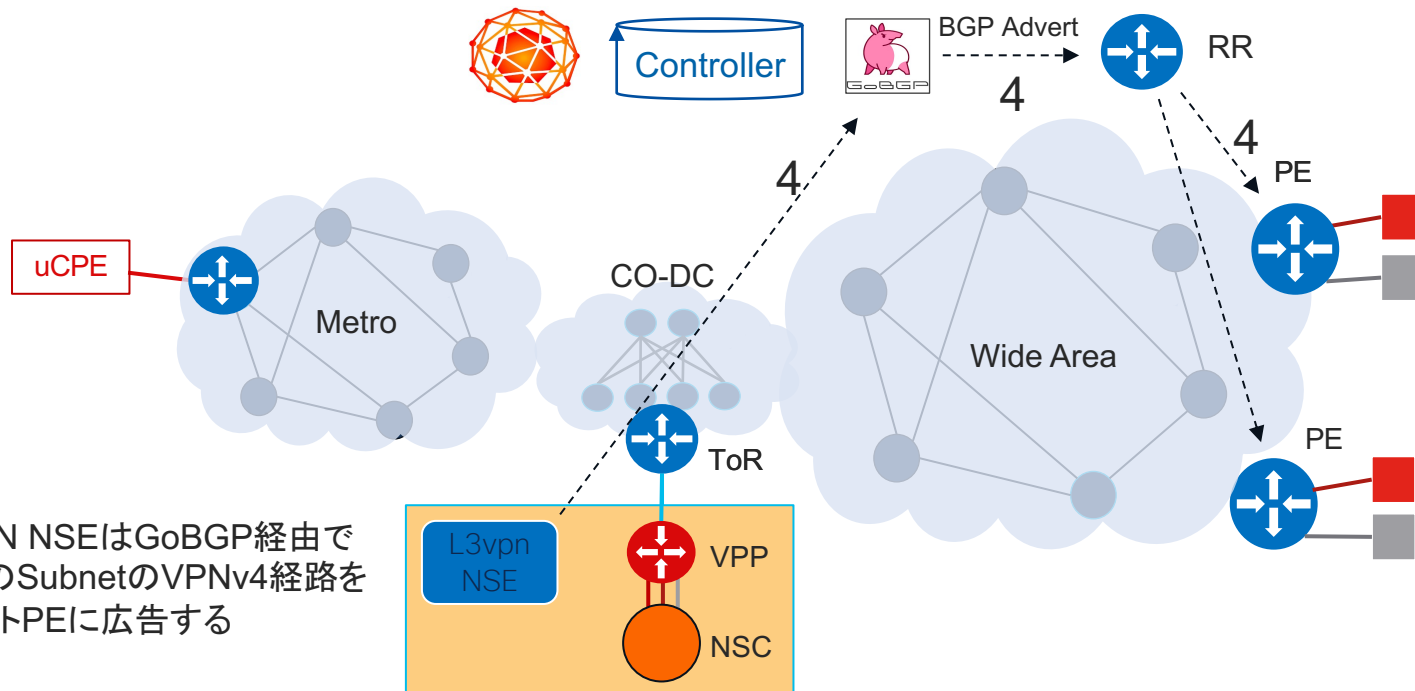 BGP Advert
RR
Controller
GoBGP
4
4
4
PE
uCPE
CO-DC
Metro
Wide Area
PE
ToR
N NSEはGoBGP経由で
のSubnetのVPNv4経路を
トPEに広告する
L3vpn
NSE
VPP
NSC